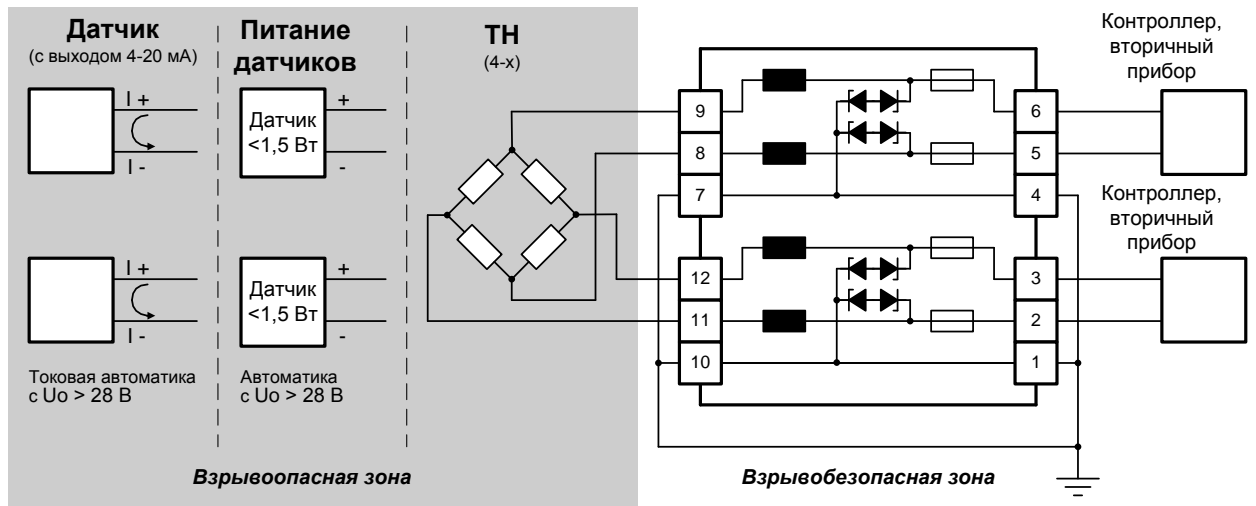 Датчик
(с выходом 4-20 мА)
I +
I -
I +
I -
Токовая автоматика
с Uo > 28 В
Питание
датчиков
Датчик
<1,5 Вт
+
-
Датчик
<1,5 Вт
+
-
Автоматика
с Uo > 28 В
ТН
(4-х)
Взрывоопасная зона
9
8
7
12
11
10
6
5
4
3
2
1
Контроллер,
вторичный
прибор
Контроллер,
вторичный
прибор
Взрывобезопасная зона